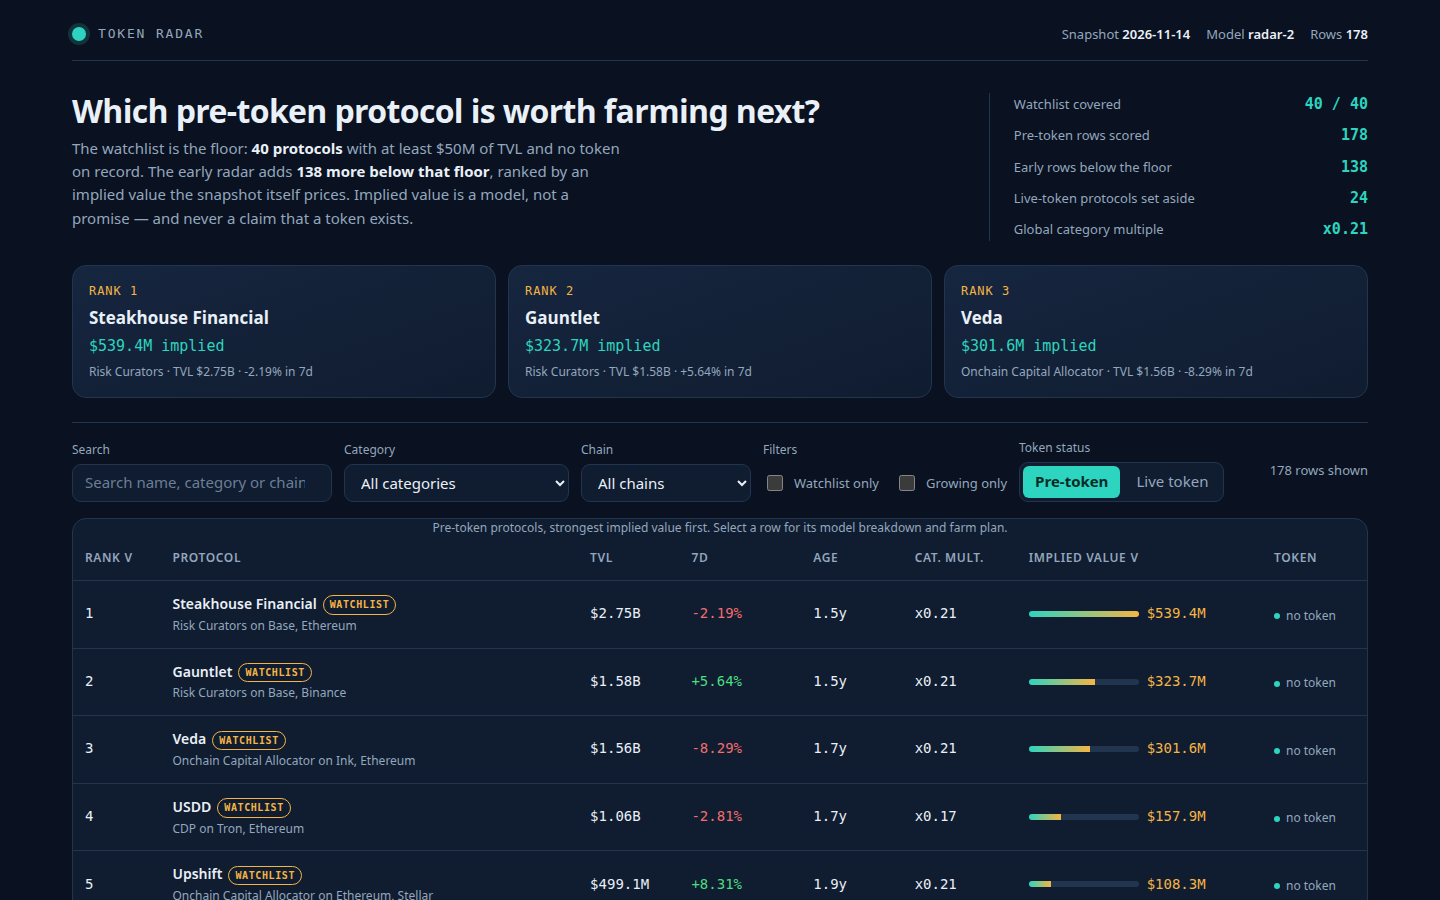 TOKEN RADAR
Snapshot 2026-11-14 Model radar-2 Rows 178
Which pre-token protocol is worth farming next?
The watchlist is the floor: 40 protocols with at least $50M of TVL and no token
on record. The early radar adds 138 more below that floor, ranked by an
implied value the snapshot itself prices. Implied value is a model, not a
promise — and never a claim that a token exists.
Watchlist covered 40 / 40
Pre-token rows scored 178
Early rows below the floor 138
Live-token protocols set aside 24
Global category multiple x0.21
RANK 1
Steakhouse Financial
$539.4M implied
Risk Curators · TVL $2.75B · -2.19% in 7d
RANK 2
Gauntlet
$323.7M implied
Risk Curators · TVL $1.58B · +5.64% in 7d
RANK 3
Veda
$301.6M implied
Onchain Capital Allocator · TVL $1.56B · -8.29% in 7d
Search Category Chain Filters Token status
Search name, category or chain All categories All chains Watchlist only Growing only Pre-token Live token 178 rows shown
Pre-token protocols, strongest implied value first. Select a row for its model breakdown and farm plan.
RANK V PROTOCOL TVL 7D AGE CAT. MULT. IMPLIED VALUE V TOKEN
1 Steakhouse Financial WATCHLIST $2.75B -2.19% 1.5y x0.21 $539.4M no token
Risk Curators on Base, Ethereum
2 Gauntlet WATCHLIST $1.58B +5.64% 1.5y x0.21 $323.7M no token
Risk Curators on Base, Binance
3 Veda WATCHLIST $1.56B -8.29% 1.7y x0.21 $301.6M no token
Onchain Capital Allocator on Ink, Ethereum
4 USDD WATCHLIST $1.06B -2.81% 1.7y x0.17 $157.9M no token
CDP on Tron, Ethereum
5 Upshift WATCHLIST $499.1M +8.31% 1.9y x0.21 $108.3M no token
Onchain Capital Allocator on Ethereum, Stellar